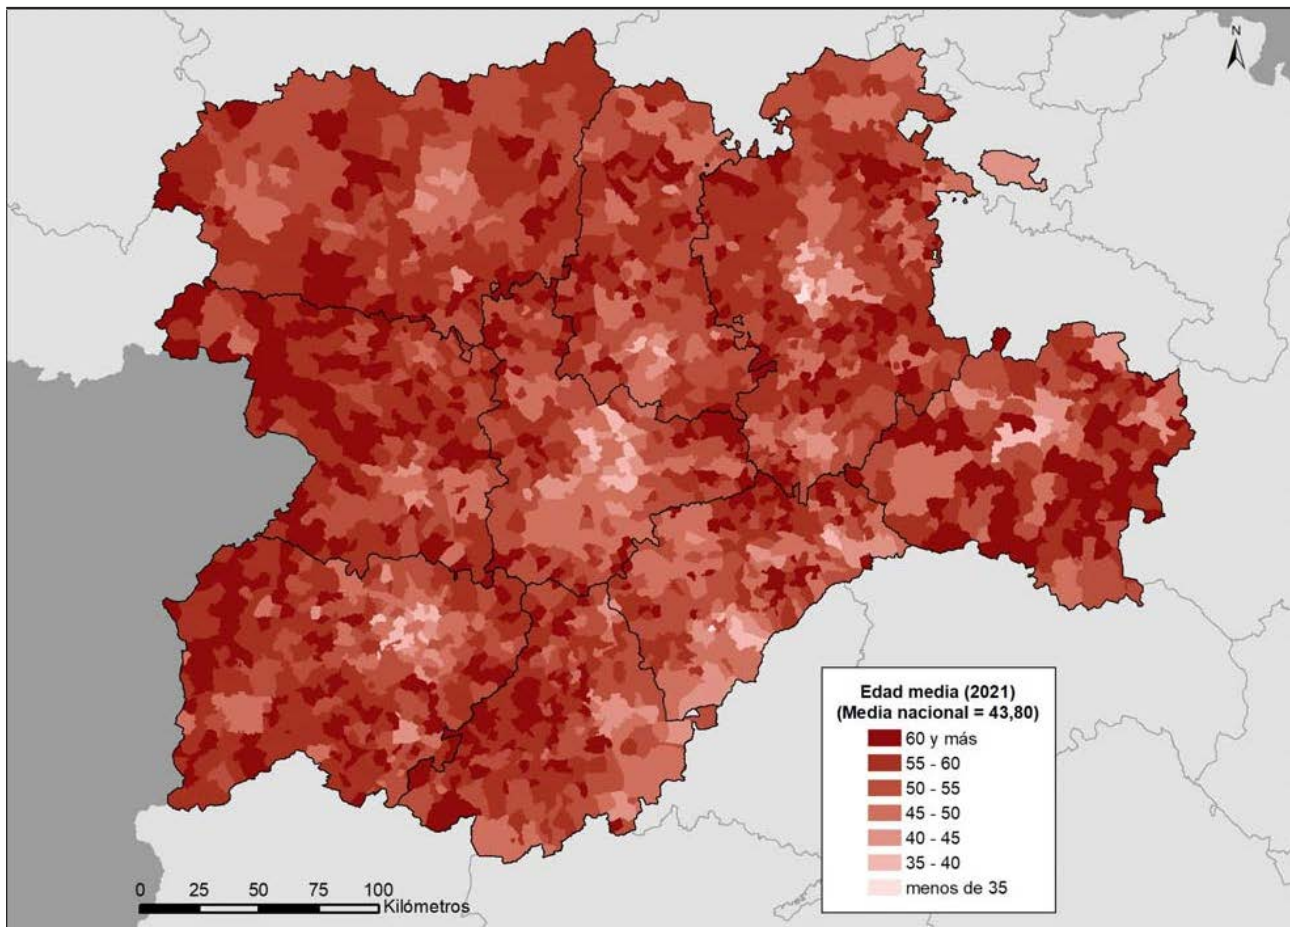 N
Edad media (2021)
(Media nacional = 43,80)
60 y más
55 - 60
50 - 55
45 - 50
40 - 45
35 - 40
menos de 35
0 25 50 75 100
Kilómetros